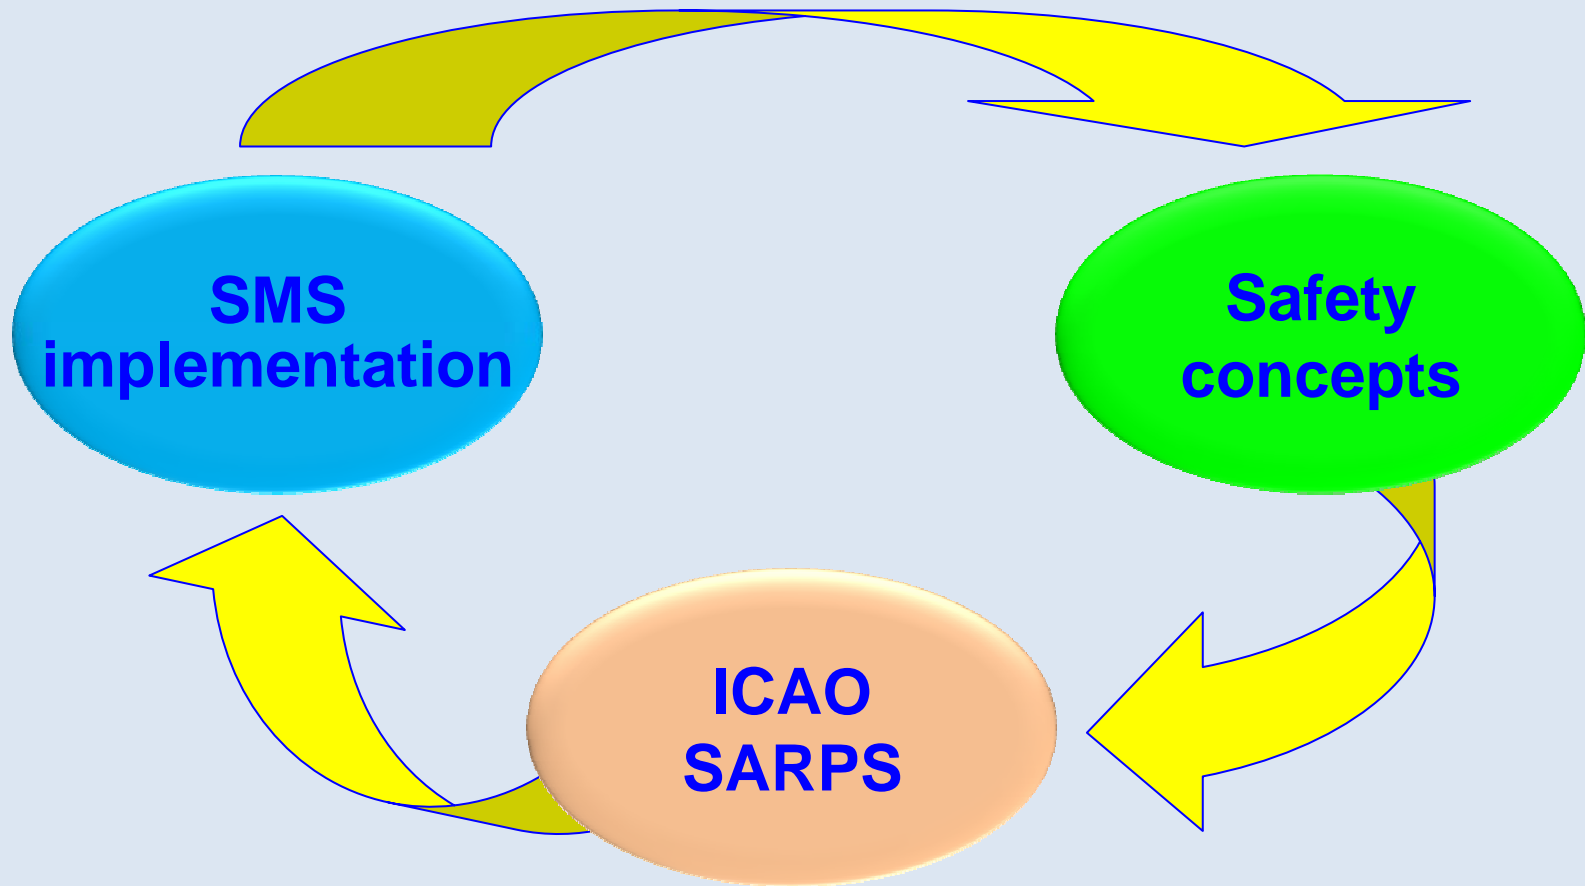 SMS
implementation
Safety
concepts
ICAO
SARPS